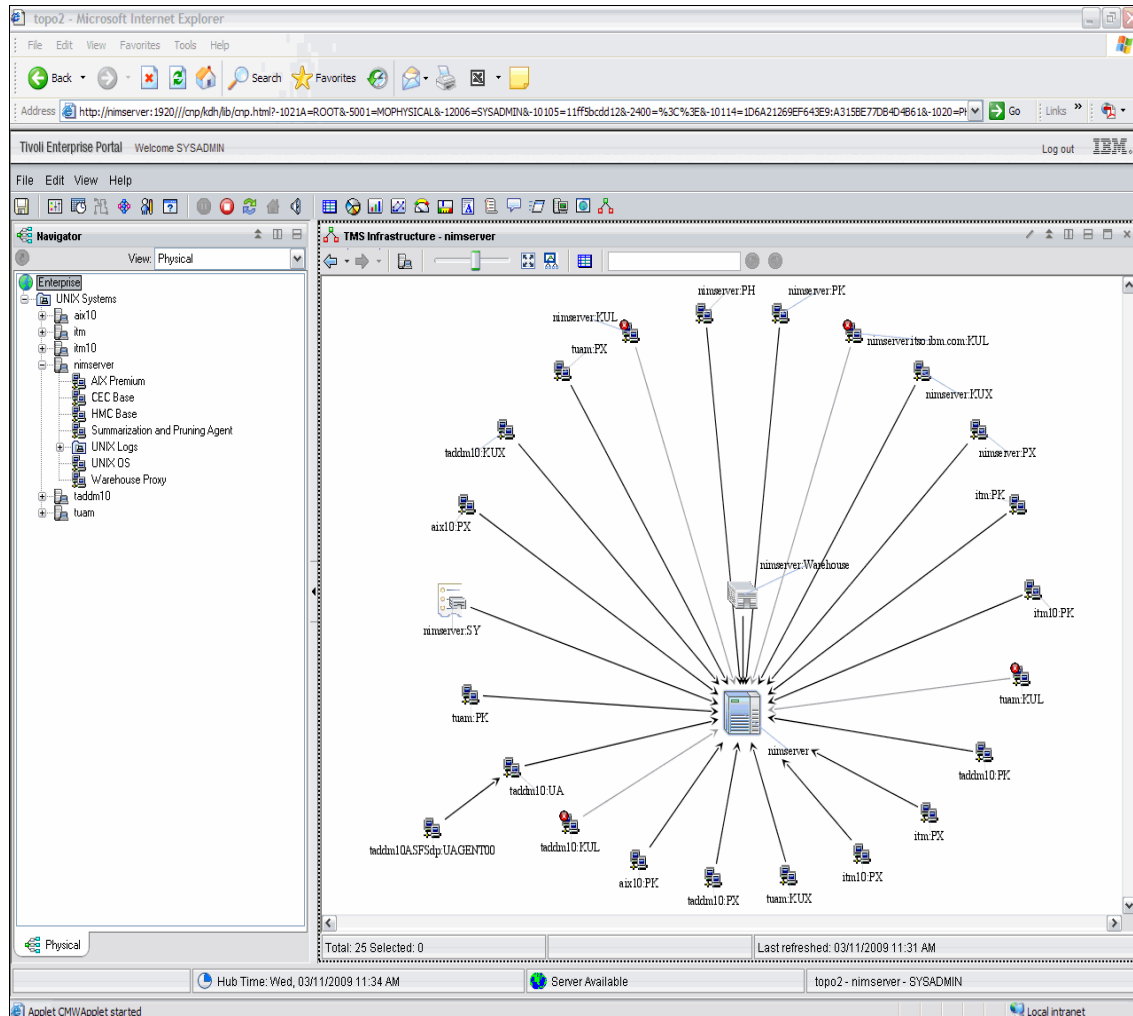 topo2 - Microsoft Internet Explorer
File Edit View Favorites Tools Help
Back Search Favorites
Address http://nimserver:1920///cnp/kdh/lib/cnp.html?-1021A=ROOT&-5001=MOPHYSICAL&-12006=SYSADMIN&-10105=11ff5bcdd12&-2400=%3C%3E&-10114=1D6A21269EF643E9:A315BE77DB4D4B61&-1020=PH Go Links »
Tivoli Enterprise Portal Welcome SYSADMIN Log out IBM.
File Edit View Help
Navigator
View: Physical
Enterprise
UNIX Systems
aix10
itm
itm10
nimserver
AIX Premium
CEC Base
HMC Base
Summarization and Pruning Agent
UNIX Logs
UNIX OS
Warehouse Proxy
taddm10
tuam
Physical
TMS Infrastructure - nimserver
nimserver:PH
nimserver:PK
nimserver:KUL
nimserver:itso:ibm.com:KUL
tuam:PX
nimserver:KUX
taddm10:KUX
nimserver:PX
itm:PK
aix10:PX
nimserver:Warehouse
itm10:PK
nimserver:SY
tuam:KUL
tuam:PK
nimserver
taddm10:PK
taddm10:UA
itm:PX
taddm10ASFSdp:UAGENT00
taddm10:KUL
itm10:PX
aix10:PK
taddm10:PX
tuam:KUX
Total: 25 Selected: 0
Last refreshed: 03/11/2009 11:31 AM
Hub Time: Wed, 03/11/2009 11:34 AM
Server Available
topo2 - nimserver - SYSADMIN
Applet CMWApplet started
Local intranet